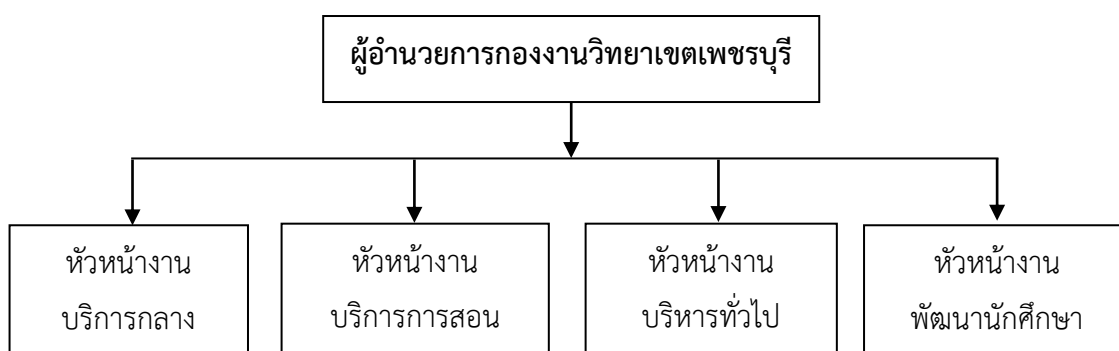 ผู้อำนวยการกองงานวิทยาเขตเพชรบุรี
หัวหน้างาน
บริการกลาง
หัวหน้างาน
บริการการสอน
หัวหน้างาน
บริหารทั่วไป
หัวหน้างาน
พัฒนานักศึกษา